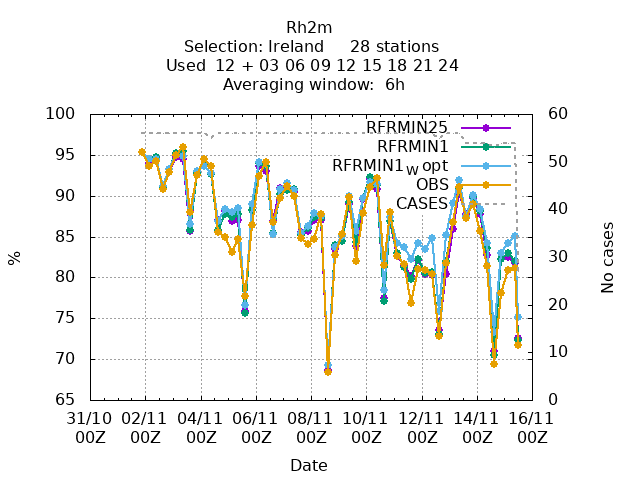 Rh2m
Selection: Ireland 28 stations
Used 12 + 03 06 09 12 15 18 21 24
Averaging window: 6h
100 95 90 85 80 75 70 65
%
60 50 40 30 20 10 0
No cases
RFRMIN25
RFRMIN1
RFRMIN1_W opt
OBS
CASES
31/10 02/11 04/11 06/11 08/11 10/11 12/11 14/11 16/11
00Z 00Z 00Z 00Z 00Z 00Z 00Z 00Z 00Z
Date